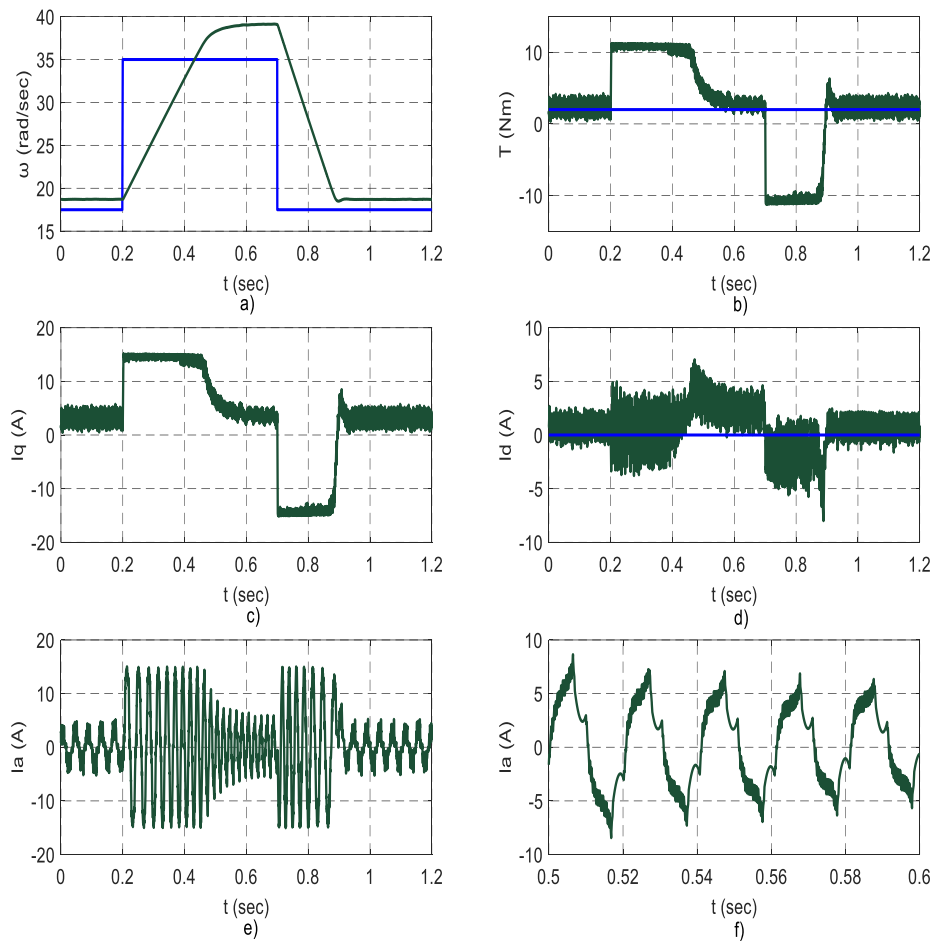 ω (rad/sec)
40
35
30
25
20
15
0 0.2 0.4 0.6 0.8 1 1.2
t (sec)
a)
T (Nm)
10
0
-10
0 0.2 0.4 0.6 0.8 1 1.2
t (sec)
b)
Iq (A)
20
10
0
-10
-20
0 0.2 0.4 0.6 0.8 1 1.2
t (sec)
c)
Id (A)
10
5
0
-5
-10
0 0.2 0.4 0.6 0.8 1 1.2
t (sec)
d)
Ia (A)
20
10
0
-10
-20
0 0.2 0.4 0.6 0.8 1 1.2
t (sec)
e)
Ia (A)
10
5
0
-5
-10
0.5 0.52 0.54 0.56 0.58 0.6
t (sec)
f)